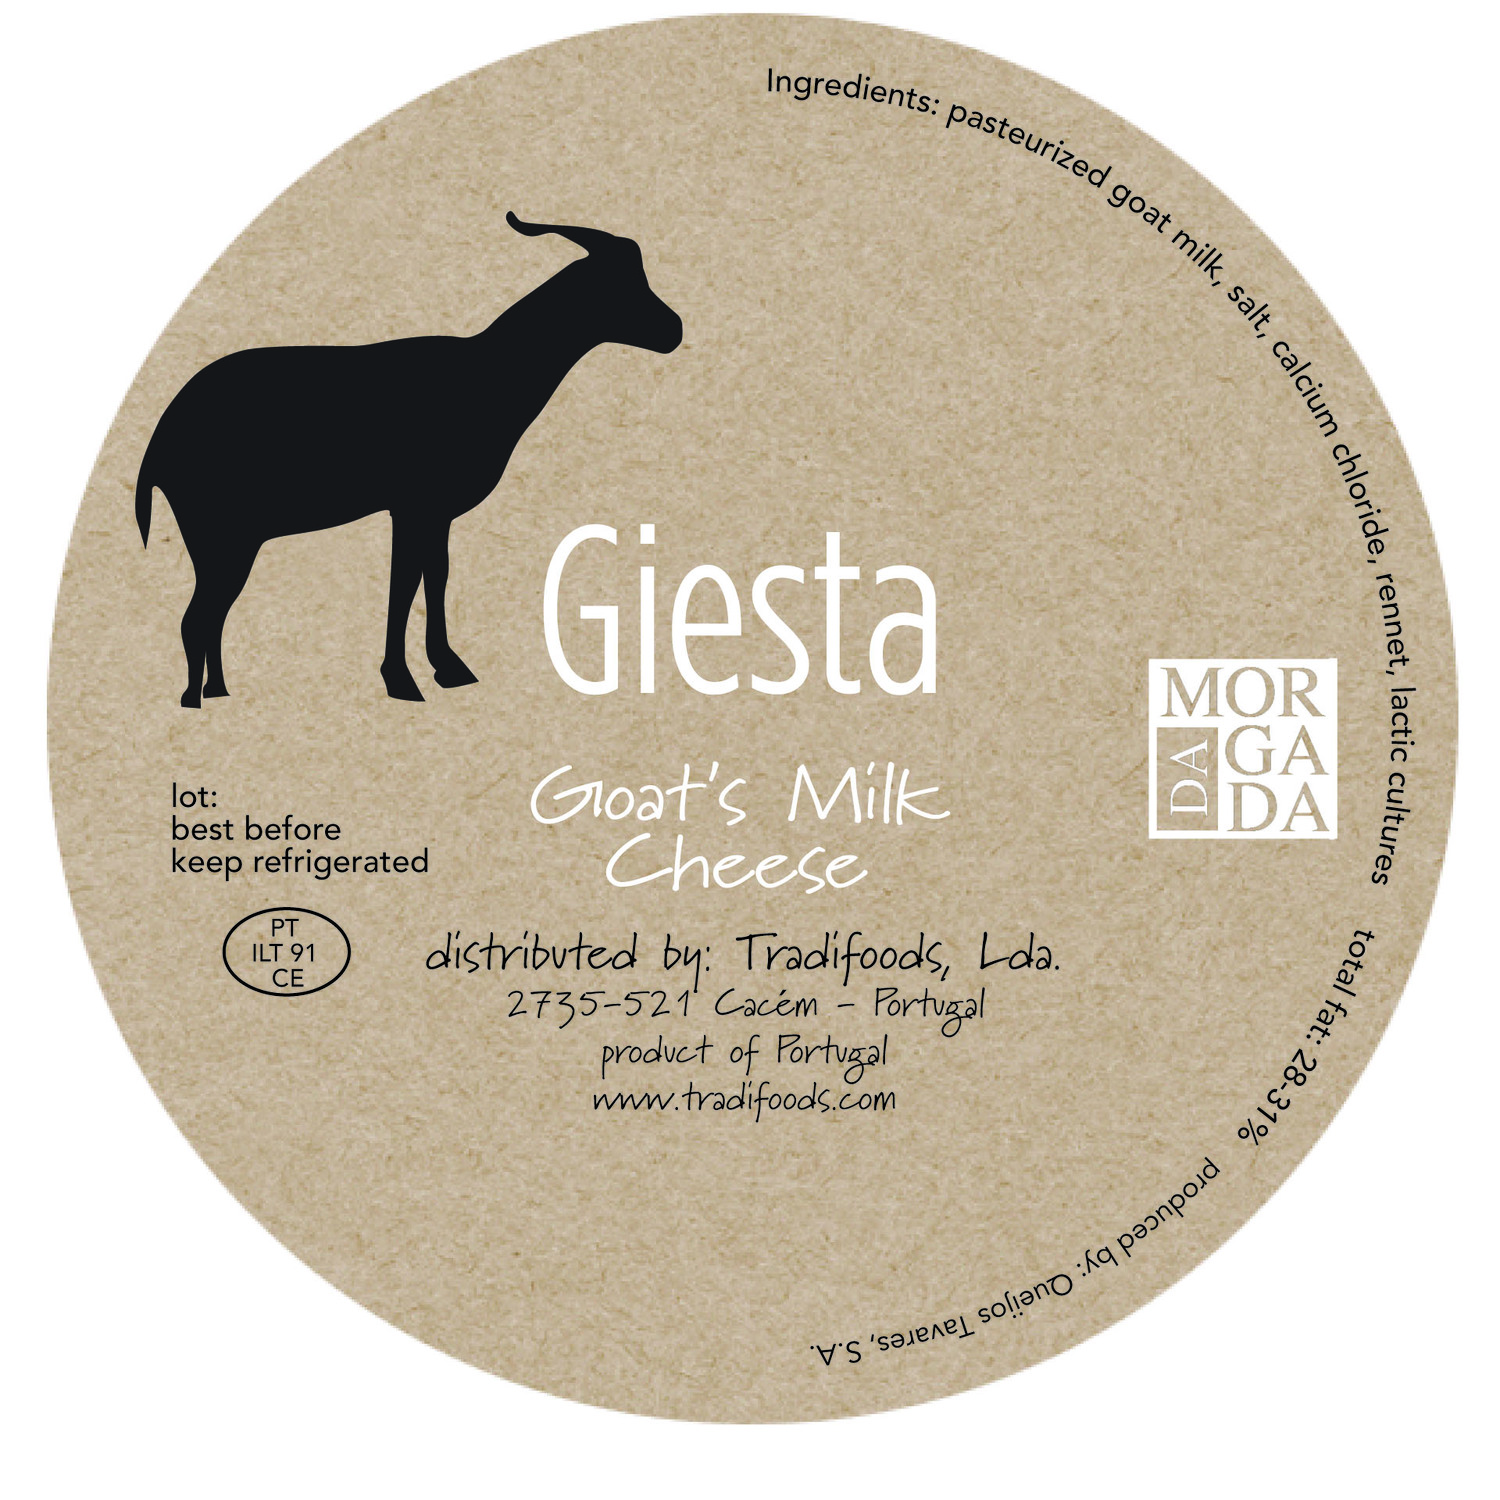 Ingredients: pasteurized goat milk, salt, calcium chloride, rennet, lactic cultures
total fat: 28-31%
produced by: Queijos Tavares, S.A.
Giesta
Goat's Milk
Cheese
DA
MOR
GA
DA
lot:
best before
keep refrigerated
PT
ILT 91
CE
distributed by: Tradifoods, Lda.
2735-521 Cacém - Portugal
product of Portugal
www.tradifoods.com